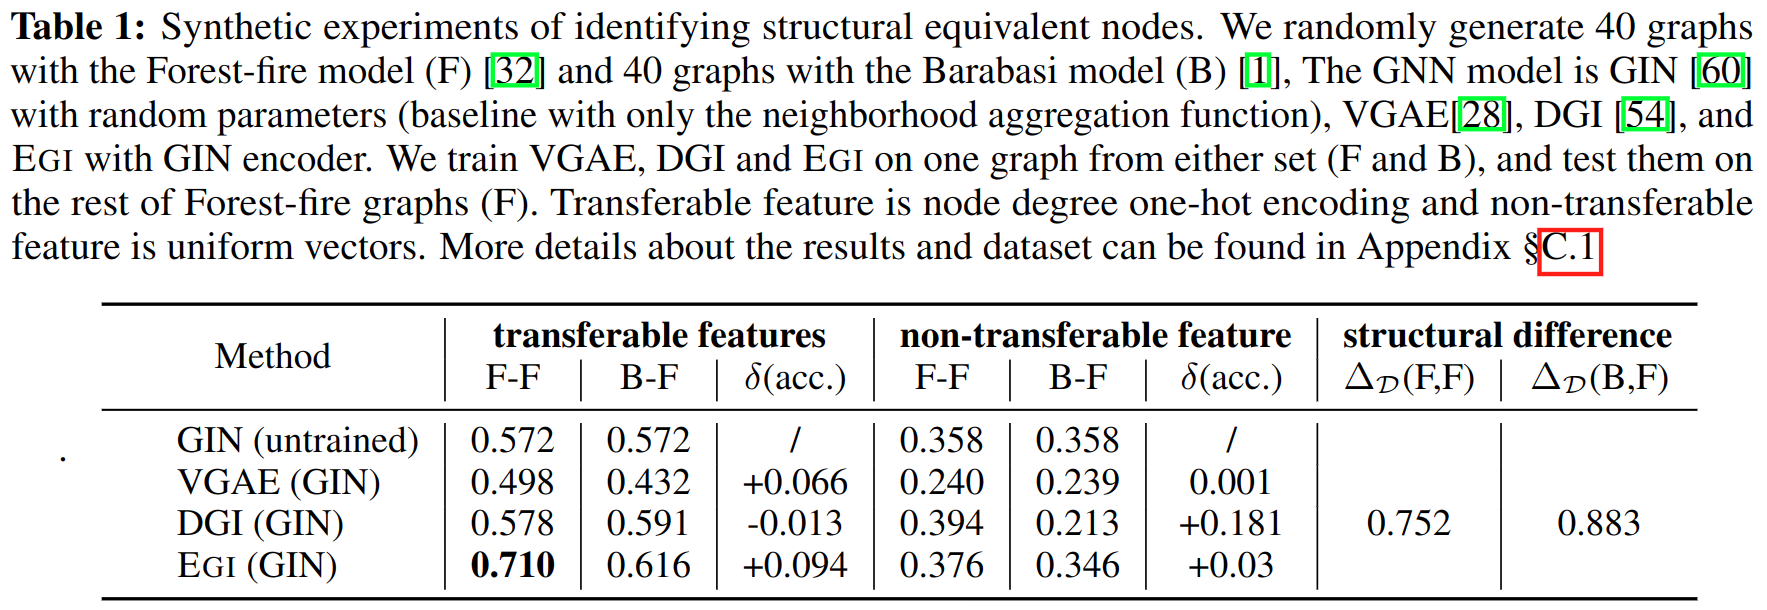 Table 1: Synthetic experiments of identifying structural equivalent nodes. We randomly generate 40 graphs
with the Forest-fire model (F) [32] and 40 graphs with the Barabasi model (B) [1], The GNN model is GIN [60]
with random parameters (baseline with only the neighborhood aggregation function), VGAE[28], DGI [54], and
EGI with GIN encoder. We train VGAE, DGI and EGI on one graph from either set (F and B), and test them on
the rest of Forest-fire graphs (F). Transferable feature is node degree one-hot encoding and non-transferable
feature is uniform vectors. More details about the results and dataset can be found in Appendix §C.1
Method transferable features non-transferable feature structural difference
F-F B-F δ(acc.) F-F B-F δ(acc.) Δ𝒟(F,F) Δ𝒟(B,F)
GIN (untrained) 0.572 0.572 / 0.358 0.358 /
VGAE (GIN) 0.498 0.432 +0.066 0.240 0.239 0.001
. DGI (GIN) 0.578 0.591 -0.013 0.394 0.213 +0.181 0.752 0.883
EGI (GIN) 0.710 0.616 +0.094 0.376 0.346 +0.03